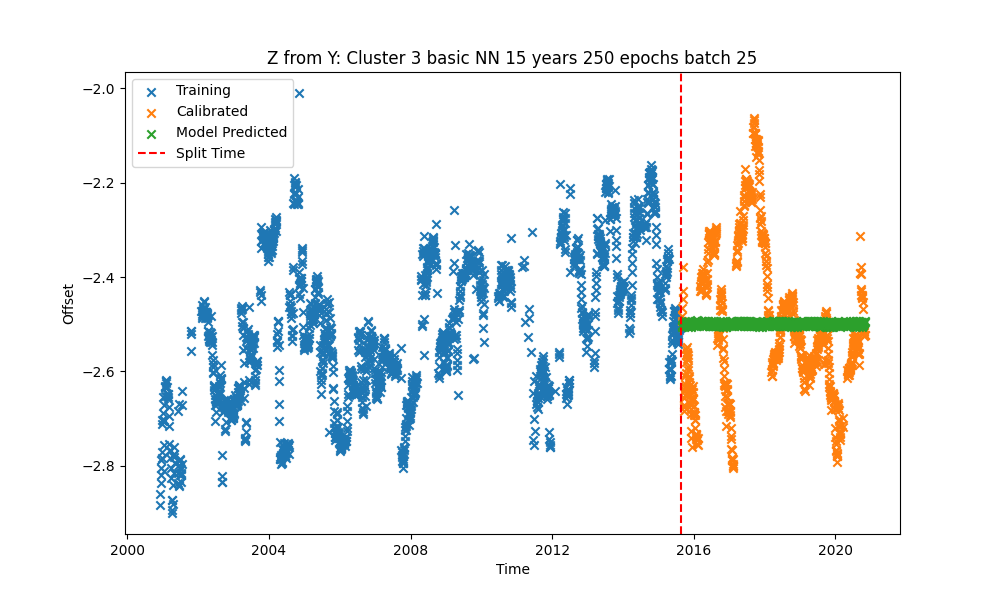 Z from Y: Cluster 3 basic NN 15 years 250 epochs batch 25
Training
Calibrated
Model Predicted
Split Time
−2.0
−2.2
−2.4
−2.6
−2.8
Offset
2000
2004
2008
2012
2016
2020
Time